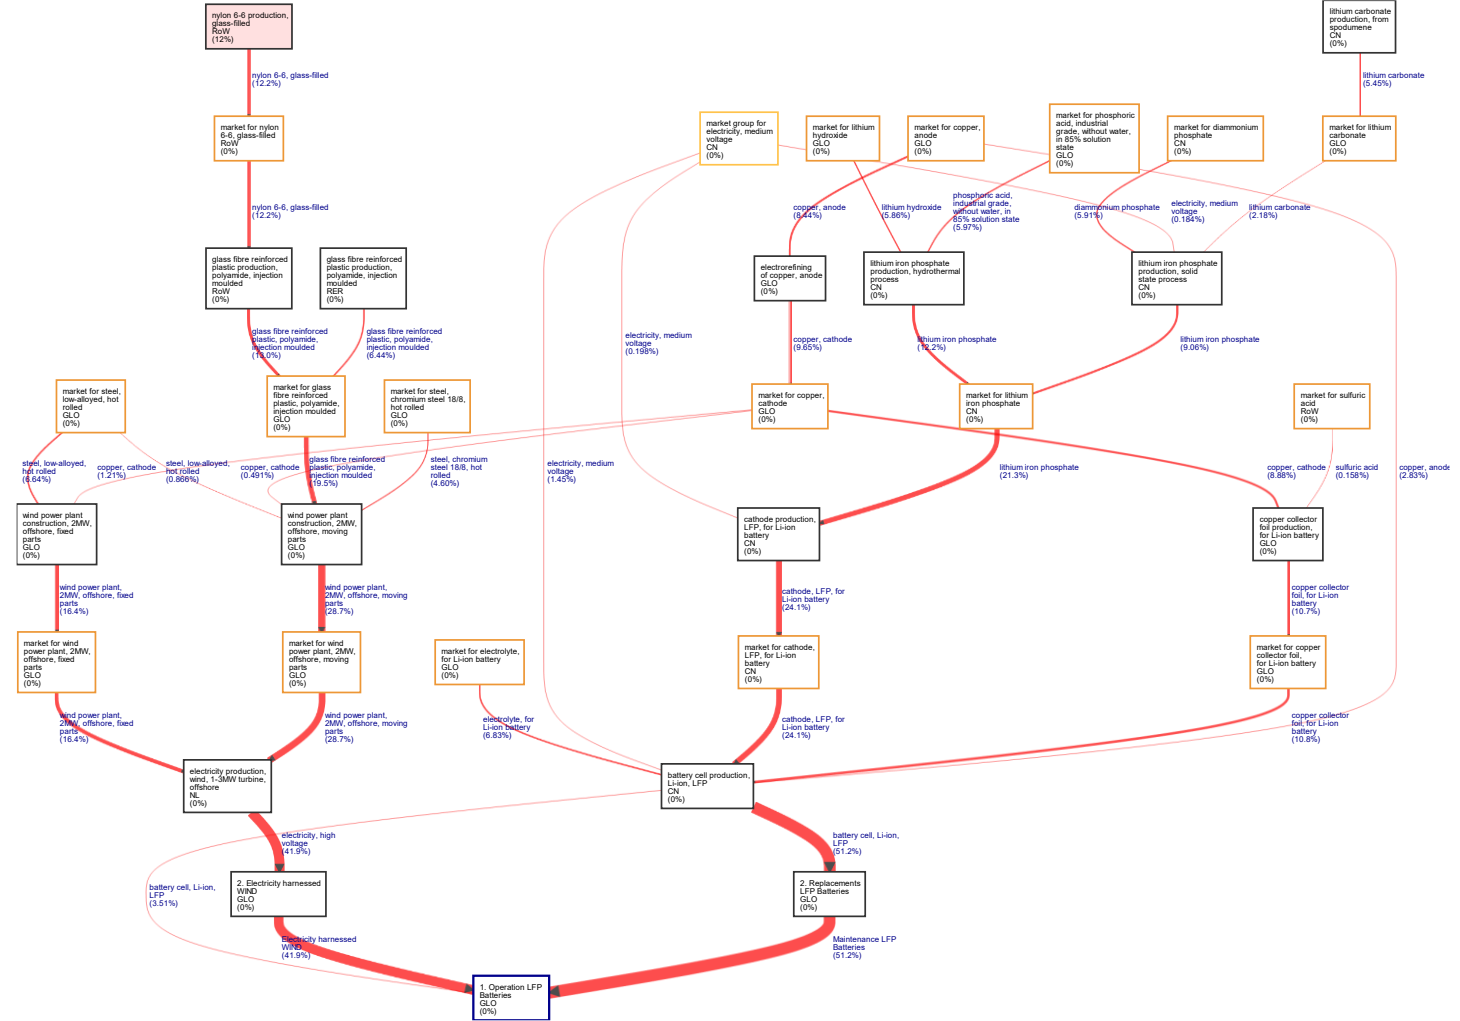 nylon 6-6 production,
glass-filled
RoW
(12%)
lithium carbonate
production, from
spodumene
CN
(0%)
nylon 6-6, glass-filled
(12.2%)
lithium carbonate
(5.45%)
market for nylon
6-6, glass-filled
RoW
(0%)
market group for
electricity, medium
voltage
CN
(0%)
market for lithium
hydroxide
GLO
(0%)
market for copper,
anode
GLO
(0%)
market for phosphoric
acid, industrial
grade, without water,
in 85% solution
state
GLO
(0%)
market for diammonium
phosphate
CN
(0%)
market for lithium
carbonate
GLO
(0%)
nylon 6-6, glass-filled
(12.2%)
copper, anode
(8.44%)
lithium hydroxide
(5.86%)
phosphoric acid,
industrial grade,
without water, in
85% solution state
(5.97%)
diammonium phosphate
(5.91%)
electricity, medium
voltage
(0.184%)
lithium carbonate
(2.18%)
glass fibre reinforced
plastic production,
polyamide, injection
moulded
RoW
(0%)
glass fibre reinforced
plastic production,
polyamide, injection
moulded
RER
(0%)
electrorefining
of copper, anode
GLO
(0%)
lithium iron phosphate
production, hydrothermal
process
CN
(0%)
lithium iron phosphate
production, solid
state process
CN
(0%)
glass fibre reinforced
plastic, polyamide,
injection moulded
(13.0%)
glass fibre reinforced
plastic, polyamide,
injection moulded
(6.44%)
electricity, medium
voltage
(0.198%)
copper, cathode
(9.65%)
lithium iron phosphate
(12.2%)
lithium iron phosphate
(9.06%)
market for steel,
low-alloyed, hot
rolled
GLO
(0%)
market for glass
fibre reinforced
plastic, polyamide,
injection moulded
GLO
(0%)
market for steel,
chromium steel 18/8,
hot rolled
GLO
(0%)
market for copper,
cathode
GLO
(0%)
market for lithium
iron phosphate
CN
(0%)
market for sulfuric
acid
RoW
(0%)
steel, low-alloyed,
hot rolled
(6.64%)
copper, cathode
(1.21%)
steel, low-alloyed,
hot rolled
(0.866%)
copper, cathode
(0.491%)
glass fibre reinforced
plastic, polyamide,
injection moulded
(19.5%)
steel, chromium
steel 18/8, hot
rolled
(4.60%)
electricity, medium
voltage
(1.45%)
lithium iron phosphate
(21.3%)
copper, cathode
(8.88%)
sulfuric acid
(0.158%)
copper, anode
(2.83%)
wind power plant
construction, 2MW,
offshore, fixed
parts
GLO
(0%)
wind power plant
construction, 2MW,
offshore, moving
parts
GLO
(0%)
cathode production,
LFP, for Li-ion
battery
CN
(0%)
copper collector
foil production,
for Li-ion battery
GLO
(0%)
wind power plant,
2MW, offshore, fixed
parts
(16.4%)
wind power plant,
2MW, offshore, moving
parts
(28.7%)
cathode, LFP, for
Li-ion battery
(24.1%)
copper collector
foil, for Li-ion
battery
(10.7%)
market for wind
power plant, 2MW,
offshore, fixed
parts
GLO
(0%)
market for wind
power plant, 2MW,
offshore, moving
parts
GLO
(0%)
market for electrolyte,
for Li-ion battery
GLO
(0%)
market for cathode,
LFP, for Li-ion
battery
CN
(0%)
market for copper
collector foil,
for Li-ion battery
GLO
(0%)
wind power plant,
2MW, offshore, fixed
parts
(16.4%)
wind power plant,
2MW, offshore, moving
parts
(28.7%)
electrolyte, for
Li-ion battery
(6.83%)
cathode, LFP, for
Li-ion battery
(24.1%)
copper collector
foil, for Li-ion
battery
(10.8%)
electricity production,
wind, 1-3MW turbine,
offshore
NL
(0%)
battery cell production,
Li-ion, LFP
CN
(0%)
electricity, high
voltage
(41.9%)
battery cell, Li-ion,
LFP
(51.2%)
battery cell, Li-ion,
LFP
(3.51%)
2. Electricity harnessed
WIND
GLO
(0%)
2. Replacements
LFP Batteries
GLO
(0%)
Electricity harnessed
WIND
(41.9%)
Maintenance LFP
Batteries
(51.2%)
1. Operation LFP
Batteries
GLO
(0%)